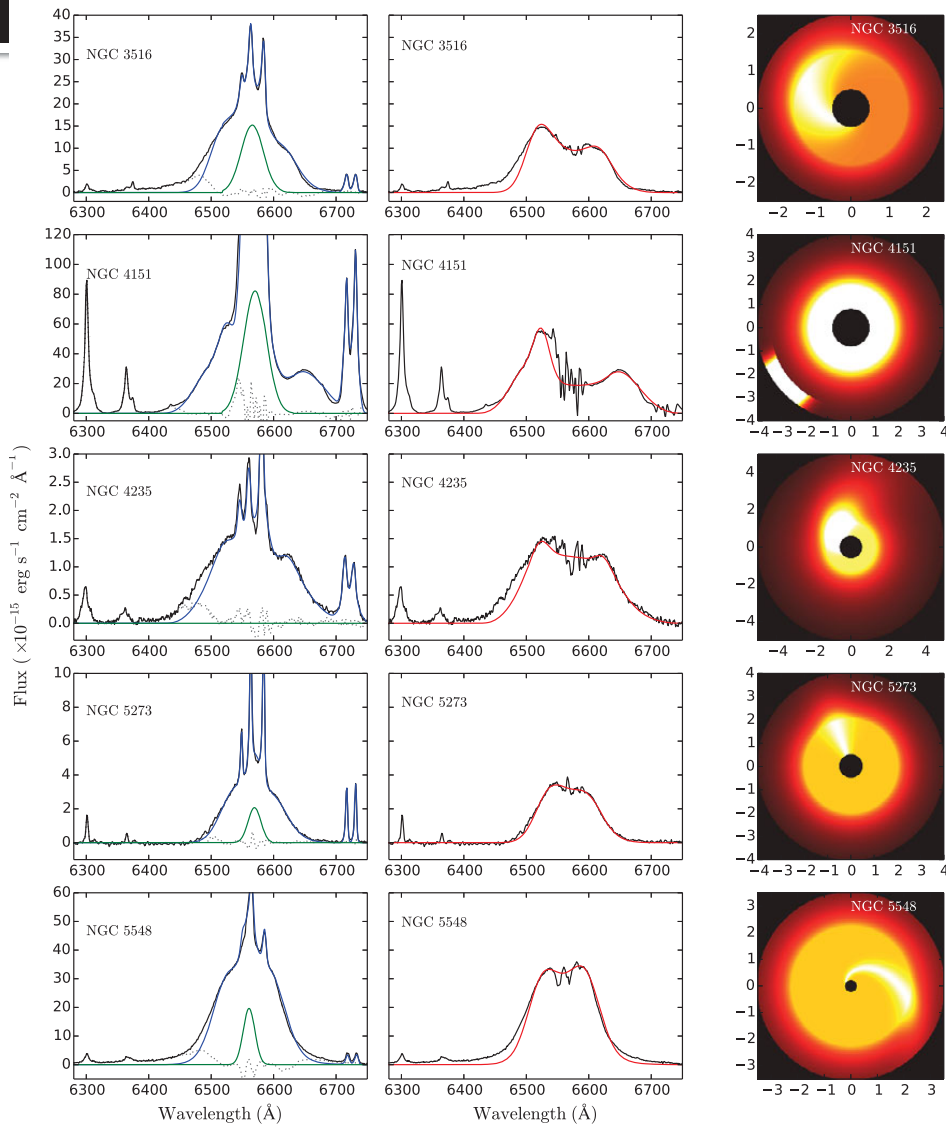 NGC 3516
NGC 3516
NGC 3516
40
35
30
25
20
15
10
5
0
6300 6400 6500 6600 6700
6300 6400 6500 6600 6700
2
1
0
−1
−2
−2 −1 0 1 2
NGC 4151
NGC 4151
NGC 4151
120
100
80
60
40
20
0
6300 6400 6500 6600 6700
6300 6400 6500 6600 6700
4
3
2
1
0
−1
−2
−3
−4
−4 −3 −2 −1 0 1 2 3 4
NGC 4235
NGC 4235
NGC 4235
3.0
2.5
2.0
1.5
1.0
0.5
0.0
6300 6400 6500 6600 6700
6300 6400 6500 6600 6700
4
2
0
−2
−4
−4 −2 0 2 4
NGC 5273
NGC 5273
NGC 5273
10
8
6
4
2
0
6300 6400 6500 6600 6700
6300 6400 6500 6600 6700
4
3
2
1
0
−1
−2
−3
−4
−4 −3 −2 −1 0 1 2 3 4
NGC 5548
NGC 5548
NGC 5548
60
50
40
30
20
10
0
6300 6400 6500 6600 6700
6300 6400 6500 6600 6700
3
2
1
0
−1
−2
−3
−3 −2 −1 0 1 2 3
Flux ( ×10⁻¹⁵ erg s⁻¹ cm⁻² Å⁻¹
Wavelength (Å)
Wavelength (Å)